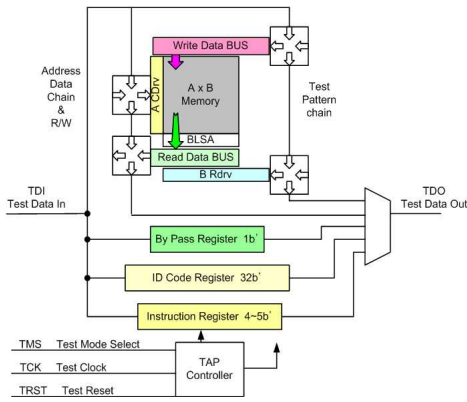 Write Data BUS
Address
Data
Chain
&
R/W
A CDrv
A x B
Memory
Test
Pattern
chain
BLSA
Read Data BUS
B Rdrv
TDI
Test Data In
TDO
Test Data Out
By Pass Register 1b'
ID Code Register 32b'
Instruction Register 4~5b'
TMS Test Mode Select
TCK Test Clock
TRST Test Reset
TAP
Controller